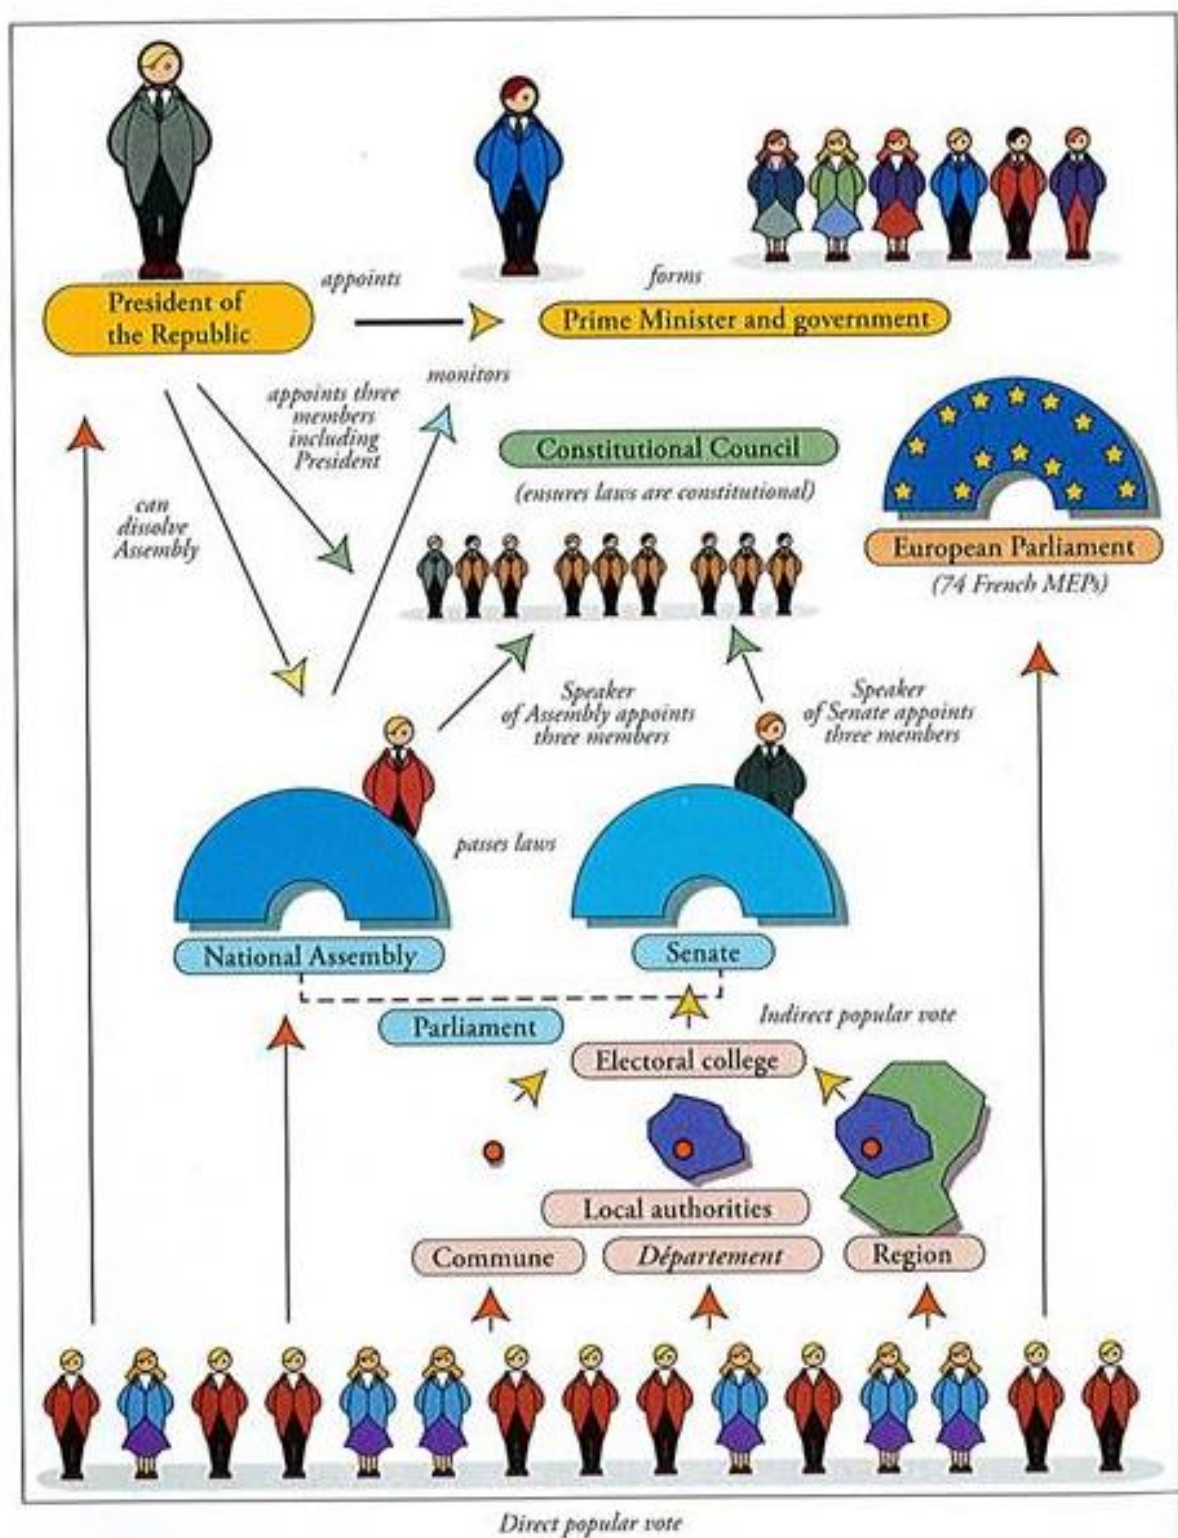 President of
the Republic
appoints
forms
Prime Minister and government
appoints three
members
including
President
monitors
can
dissolve
Assembly
Constitutional Council
(ensures laws are constitutional)
European Parliament
(74 French MEPs)
Speaker
of Assembly appoints
three members
Speaker
of Senate appoints
three members
passes laws
National Assembly
Senate
Parliament
Indirect popular vote
Electoral college
Local authorities
Commune
Département
Region
Direct popular vote